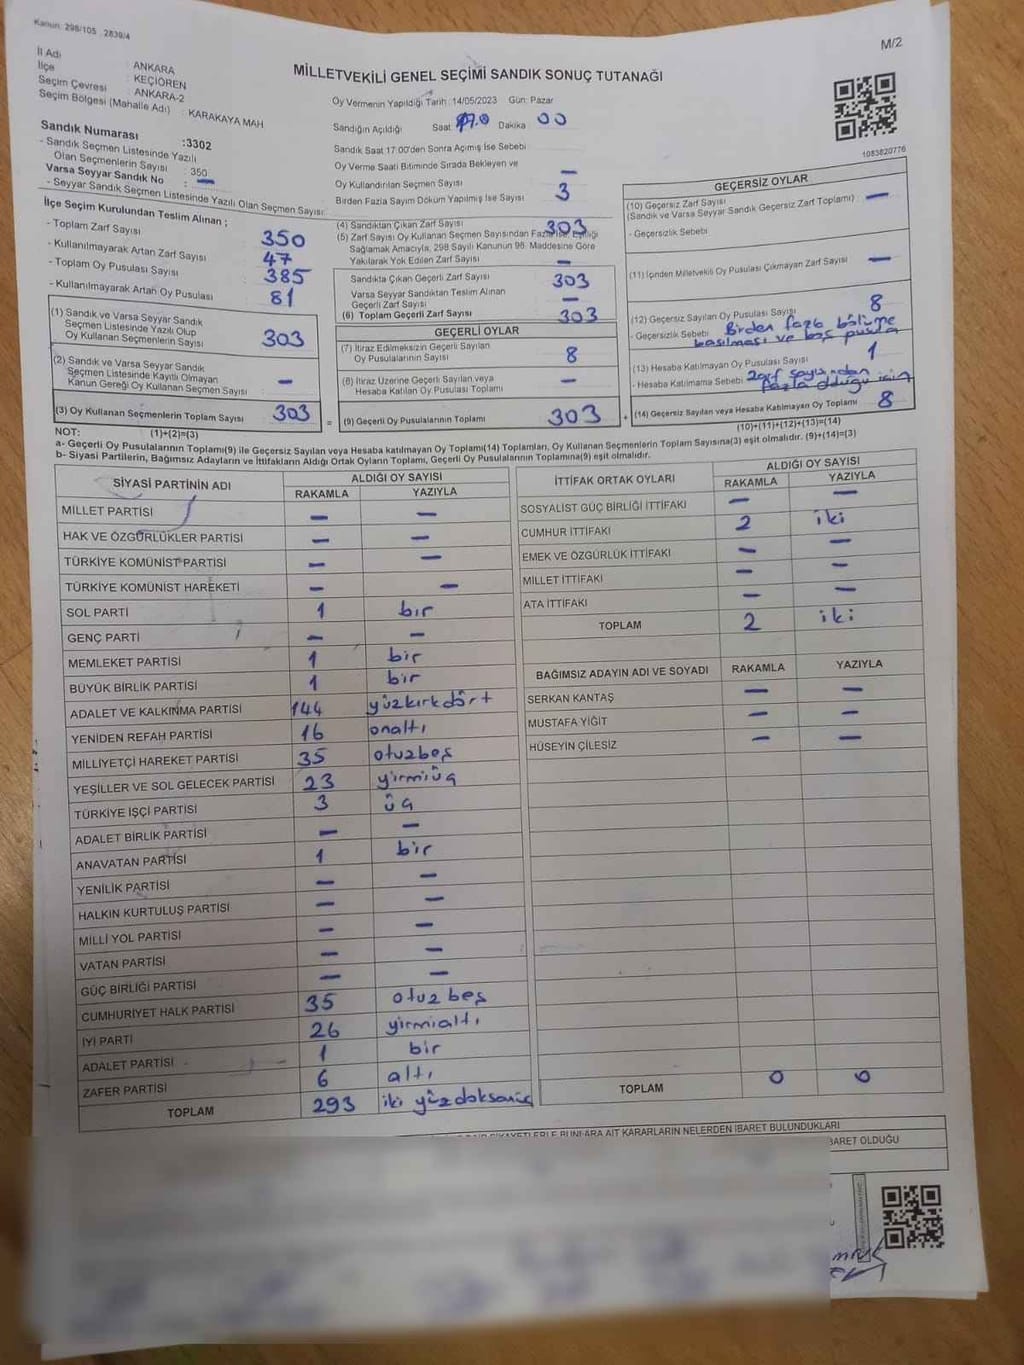 Kanun: 298/105 . 2839/4
M/2
İl Adı : ANKARA
İlçe : KEÇİÖREN
Seçim Çevresi : ANKARA-2
Seçim Bölgesi (Mahalle Adı) : KARAKAYA MAH
MİLLETVEKİLİ GENEL SEÇİMİ SANDIK SONUÇ TUTANAĞI
Oy Vermenin Yapıldığı Tarih : 14/05/2023 Gün: Pazar
Sandığın Açıldığı Saat 17.0 Dakika 00
Sandık Saat 17:00'den Sonra Açımış İse Sebebi
Oy Verme Saati Bitiminde Sırada Bekleyen ve
Oy Kullandırılan Seçmen Sayısı –
Birden Fazla Sayım Döküm Yapılmış İse Sayısı 3
1083820776
Sandık Numarası :3302
- Sandık Seçmen Listesinde Yazılı
Olan Seçmenlerin Sayısı : 350
Varsa Seyyar Sandık No : –
- Seyyar Sandık Seçmen Listesinde Yazılı Olan Seçmen Sayısı:
İlçe Seçim Kurulundan Teslim Alınan ;
- Toplam Zarf Sayısı 350
- Kullanılmayarak Artan Zarf Sayısı 47
- Toplam Oy Pusulası Sayısı 385
- Kullanılmayarak Artan Oy Pusulası 81
(1) Sandık ve Varsa Seyyar Sandık
Seçmen Listesinde Yazılı Olup
Oy Kullanan Seçmenlerin Sayısı 303
(2) Sandık ve Varsa Seyyar Sandık
Seçmen Listesinde Kayıtlı Olmayan
Kanun Gereği Oy Kullanan Seçmen Sayısı –
(3) Oy Kullanan Seçmenlerin Toplam Sayısı 303
(4) Sandıktan Çıkan Zarf Sayısı 303
(5) Zarf Sayısı Oy Kullanan Seçmen Sayısından Fazla İse, Eşitliği
Sağlamak Amacıyla, 298 Sayılı Kanunun 98. Maddesine Göre
Yakılarak Yok Edilen Zarf Sayısı –
Sandıkta Çıkan Geçerli Zarf Sayısı 303
Varsa Seyyar Sandıktan Teslim Alınan
Geçerli Zarf Sayısı –
(6) Toplam Geçerli Zarf Sayısı 303
GEÇERLİ OYLAR
(7) İtiraz Edilmeksizin Geçerli Sayılan
Oy Pusulalarının Sayısı 8
(8) İtiraz Üzerine Geçerli Sayılan veya
Hesaba Katılan Oy Pusulası Toplamı –
= (9) Geçerli Oy Pusulalarının Toplamı 303 +
GEÇERSİZ OYLAR
(10) Geçersiz Zarf Sayısı
(Sandık ve Varsa Seyyar Sandık Geçersiz Zarf Toplamı) : –
- Geçersizlik Sebebi
(11) İçinden Milletvekili Oy Pusulası Çıkmayan Zarf Sayısı –
(12) Geçersiz Sayılan Oy Pusulası Sayısı 8
- Geçersizlik Sebebi Birden fazla bölüme
basılması ve boş pusula
(13) Hesaba Katılmayan Oy Pusulası Sayısı 1
- Hesaba Katılmama Sebebi zarf sayısından
fazla olduğu için
(14) Geçersiz Sayılan veya Hesaba Katılmayan Oy Toplamı 8
(10)+(11)+(12)+(13)=(14)
NOT: (1)+(2)=(3)
a- Geçerli Oy Pusulalarının Toplamı(9) ile Geçersiz Sayılan veya Hesaba katılmayan Oy Toplamı(14) Toplamları, Oy Kullanan Seçmenlerin Toplam Sayısına(3) eşit olmalıdır. (9)+(14)=(3)
b- Siyasi Partilerin, Bağımsız Adayların ve İttifakların Aldığı Ortak Oyların Toplamı, Geçerli Oy Pusulalarının Toplamına(9) eşit olmalıdır.
SİYASİ PARTİNİN ADI ALDIĞI OY SAYISI
RAKAMLA YAZIYLA
MİLLET PARTİSİ – –
HAK VE ÖZGÜRLÜKLER PARTİSİ – –
TÜRKİYE KOMÜNİST PARTİSİ – –
TÜRKİYE KOMÜNİST HAREKETİ – –
SOL PARTİ 1 bir
GENÇ PARTİ – –
MEMLEKET PARTİSİ 1 bir
BÜYÜK BİRLİK PARTİSİ 1 bir
ADALET VE KALKINMA PARTİSİ 144 yüzkırkdört
YENİDEN REFAH PARTİSİ 16 onaltı
MİLLİYETÇİ HAREKET PARTİSİ 35 otuzbeş
YEŞİLLER VE SOL GELECEK PARTİSİ 23 yirmiüç
TÜRKİYE İŞÇİ PARTİSİ 3 üç
ADALET BİRLİK PARTİSİ – –
ANAVATAN PARTİSİ 1 bir
YENİLİK PARTİSİ – –
HALKIN KURTULUŞ PARTİSİ – –
MİLLİ YOL PARTİSİ – –
VATAN PARTİSİ – –
GÜÇ BİRLİĞİ PARTİSİ – –
CUMHURİYET HALK PARTİSİ 35 otuzbeş
İYİ PARTİ 26 yirmialtı
ADALET PARTİSİ 1 bir
ZAFER PARTİSİ 6 altı
TOPLAM 293 iki yüzdoksanüç
İTTİFAK ORTAK OYLARI ALDIĞI OY SAYISI
RAKAMLA YAZIYLA
SOSYALİST GÜÇ BİRLİĞİ İTTİFAKI – –
CUMHUR İTTİFAKI 2 iki
EMEK VE ÖZGÜRLÜK İTTİFAKI – –
MİLLET İTTİFAKI – –
ATA İTTİFAKI – –
TOPLAM 2 iki
BAĞIMSIZ ADAYIN ADI VE SOYADI RAKAMLA YAZIYLA
SERKAN KANTAŞ – –
MUSTAFA YİĞİT – –
HÜSEYİN ÇİLESİZ – –
TOPLAM 0 0
ŞİKAYETLERLE BUNLARA AİT KARARLARIN NELERDEN İBARET BULUNDUKLARI
İBARET OLDUĞU